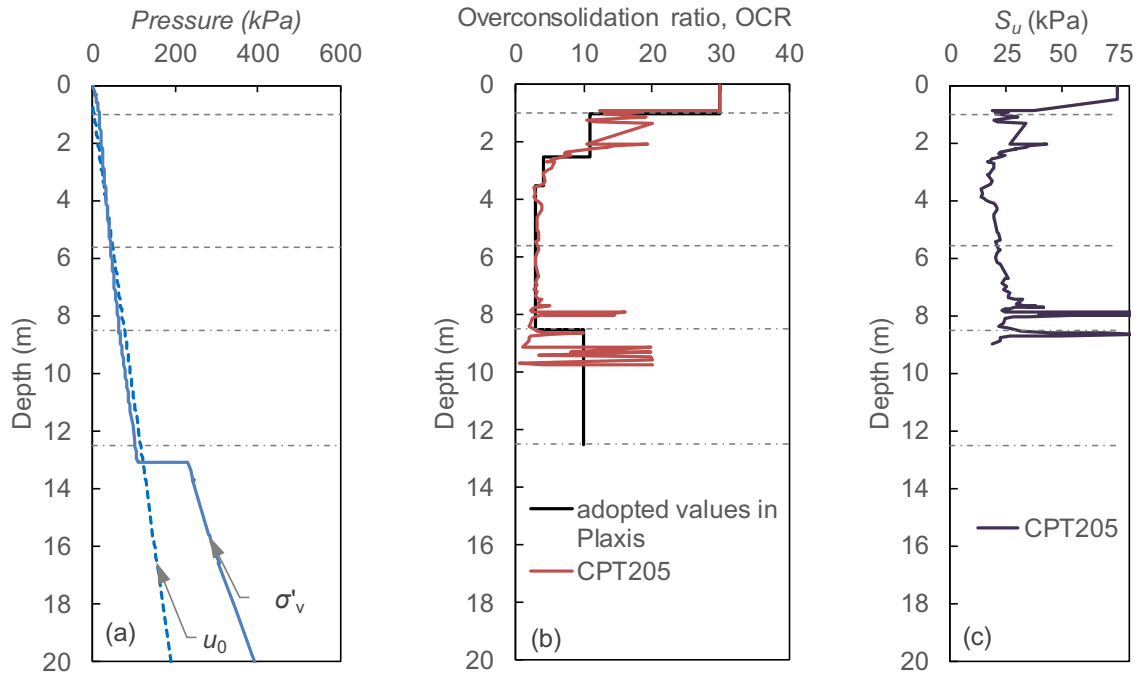 Pressure (kPa)
0 200 400 600
0
2
4
6
8
10
12
14
16
18
20
Depth (m)
σ'v
u0
(a)
Overconsolidation ratio, OCR
0 10 20 30 40
0
2
4
6
8
10
12
14
16
18
20
Depth (m)
adopted values in
Plaxis
CPT205
(b)
Su (kPa)
0 25 50 75
0
2
4
6
8
10
12
14
16
18
20
Depth (m)
CPT205
(c)